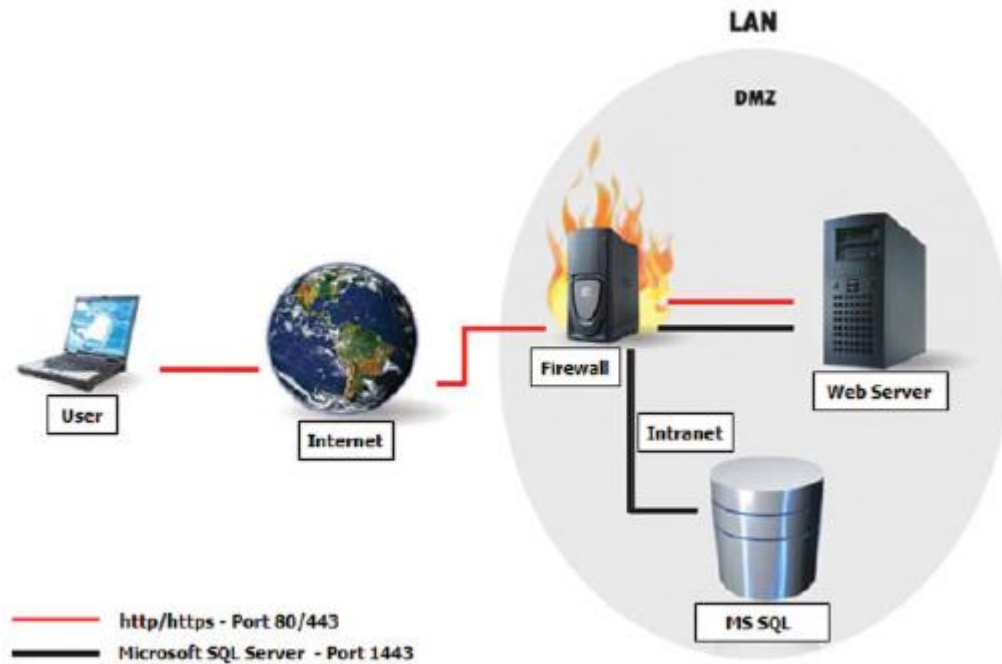 LAN
DMZ
Firewall
Web Server
User
Internet
Intranet
MS SQL
http/https - Port 80/443
Microsoft SQL Server - Port 1443